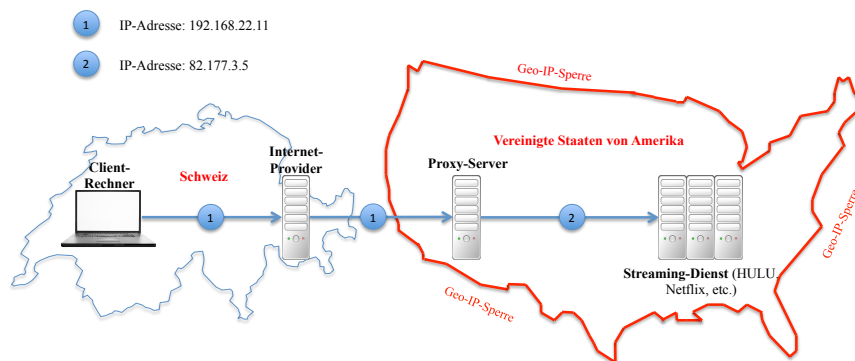 1 IP-Adresse: 192.168.22.11
2 IP-Adresse: 82.177.3.5
Geo-IP-Sperre
Vereinigte Staaten von Amerika
Internet-
Provider
Client-
Rechner
Schweiz
Proxy-Server
1
1
2
Geo-IP-Sperre
Streaming-Dienst (HULU,
Netflix, etc.)
Geo-IP-Sperre